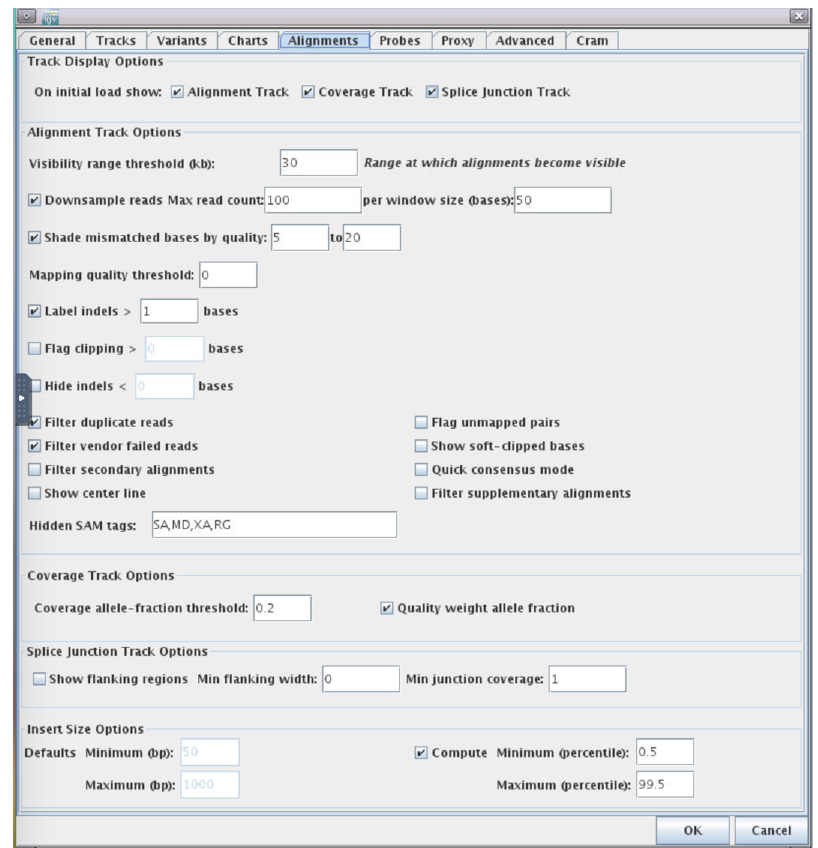 General Tracks Variants Charts Alignments Probes Proxy Advanced Cram
Track Display Options
On initial load show: Alignment Track Coverage Track Splice Junction Track
Alignment Track Options
Visibility range threshold (kb): 30 Range at which alignments become visible
Downsample reads Max read count: 100 per window size (bases): 50
Shade mismatched bases by quality: 5 to 20
Mapping quality threshold: 0
Label indels > 1 bases
Flag clipping > 0 bases
Hide indels < 0 bases
Filter duplicate reads Flag unmapped pairs
Filter vendor failed reads Show soft-clipped bases
Filter secondary alignments Quick consensus mode
Show center line Filter supplementary alignments
Hidden SAM tags: SA,MD,XA,RG
Coverage Track Options
Coverage allele-fraction threshold: 0.2 Quality weight allele fraction
Splice Junction Track Options
Show flanking regions Min flanking width: 0 Min junction coverage: 1
Insert Size Options
Defaults Minimum (bp): 50 Compute Minimum (percentile): 0.5
Maximum (bp): 1000 Maximum (percentile): 99.5
OK Cancel